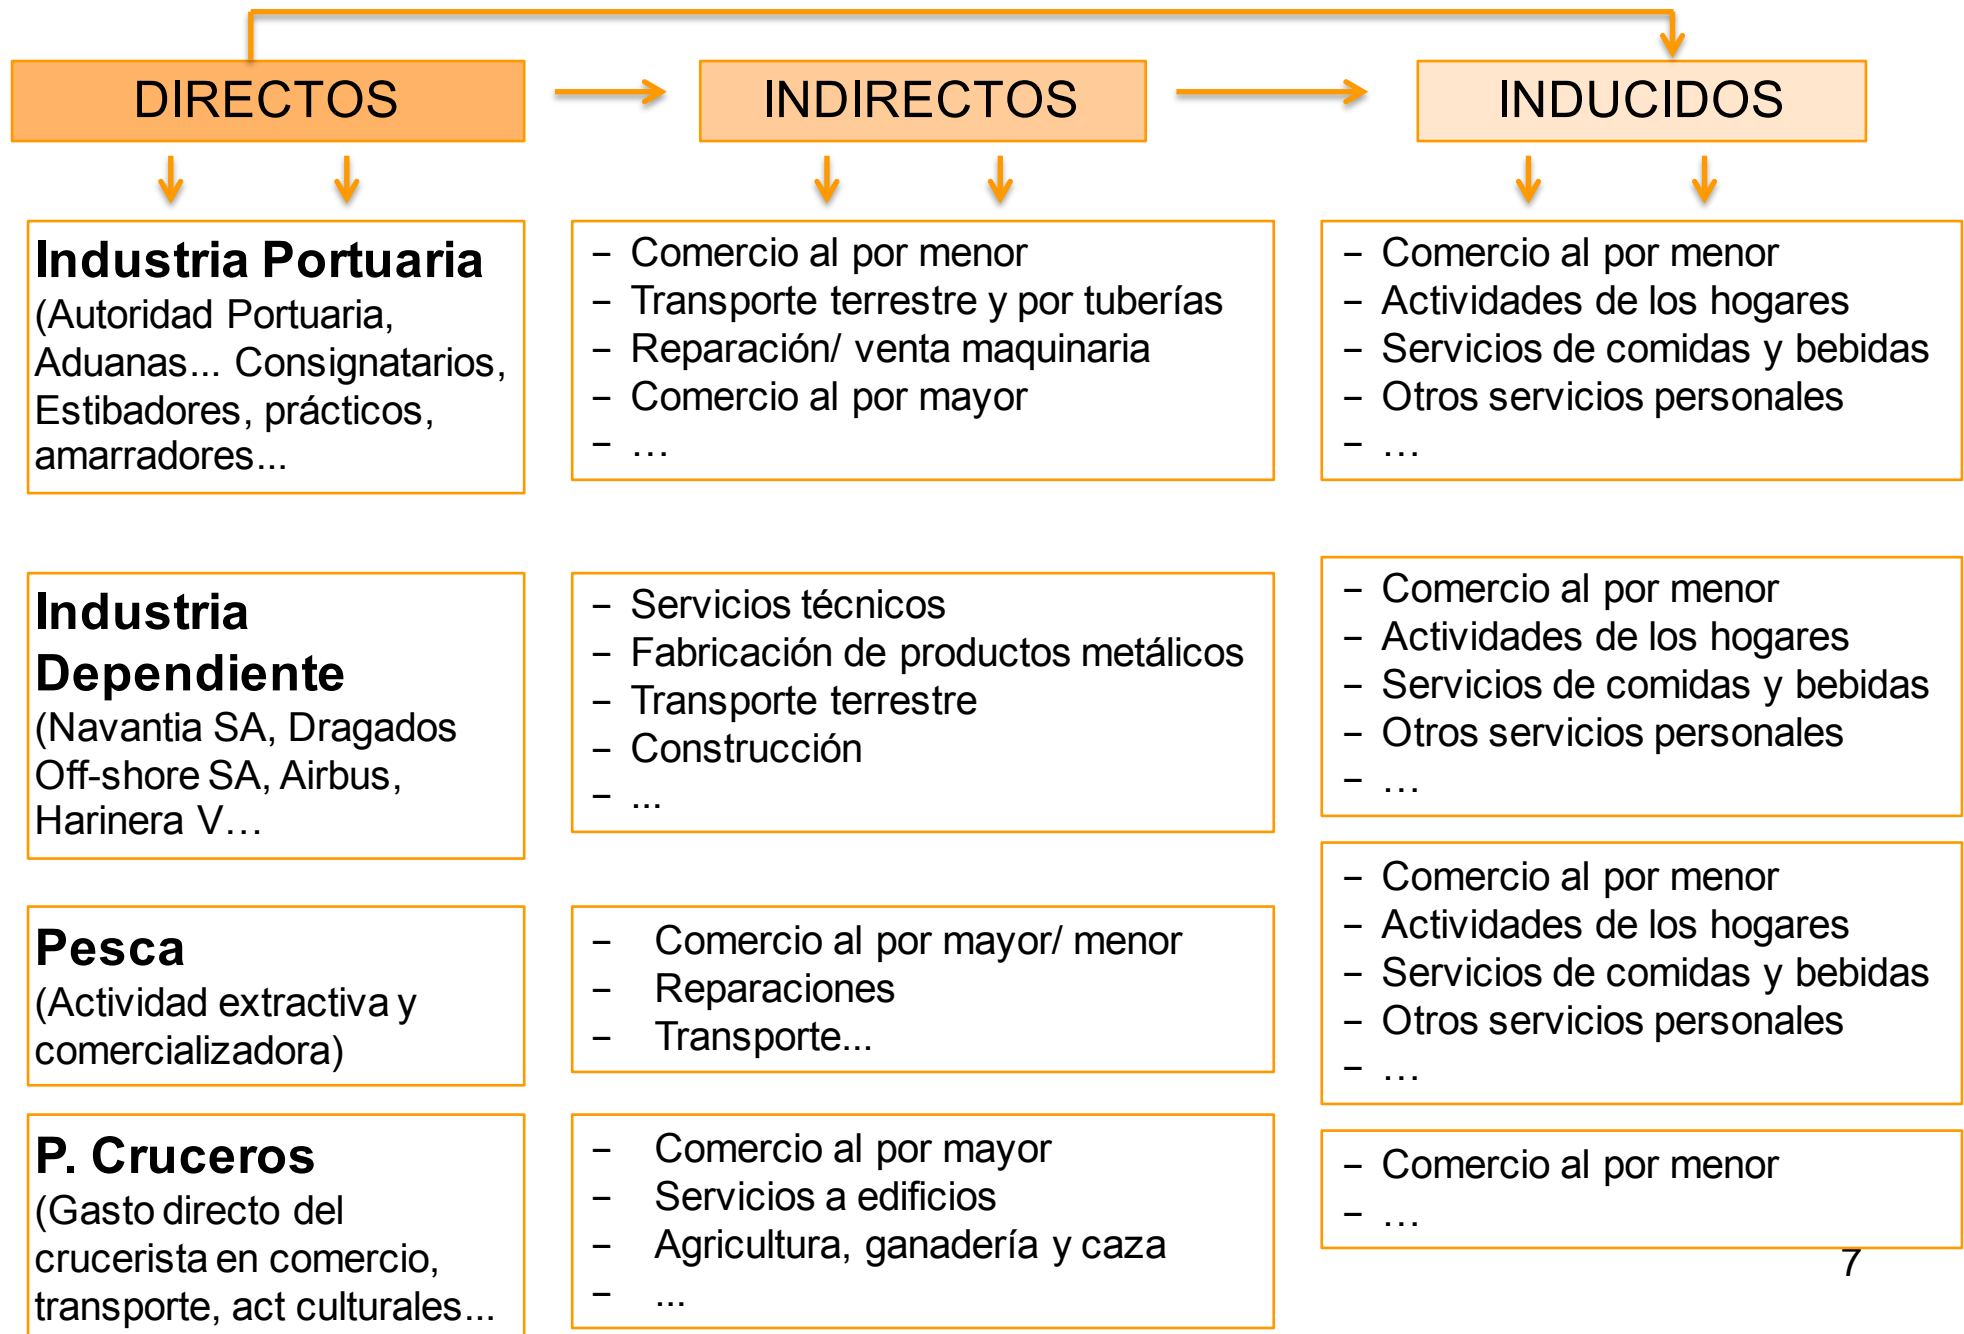 DIRECTOS
INDIRECTOS
INDUCIDOS
Industria Portuaria
(Autoridad Portuaria,
Aduanas... Consignatarios,
Estibadores, prácticos,
amarradores...
– Comercio al por menor
– Transporte terrestre y por tuberías
– Reparación/ venta maquinaria
– Comercio al por mayor
– …
– Comercio al por menor
– Actividades de los hogares
– Servicios de comidas y bebidas
– Otros servicios personales
– …
Industria
Dependiente
(Navantia SA, Dragados
Off-shore SA, Airbus,
Harinera V…
– Servicios técnicos
– Fabricación de productos metálicos
– Transporte terrestre
– Construcción
– ...
– Comercio al por menor
– Actividades de los hogares
– Servicios de comidas y bebidas
– Otros servicios personales
– …
Pesca
(Actividad extractiva y
comercializadora)
– Comercio al por mayor/ menor
– Reparaciones
– Transporte...
– Comercio al por menor
– Actividades de los hogares
– Servicios de comidas y bebidas
– Otros servicios personales
– …
P. Cruceros
(Gasto directo del
crucerista en comercio,
transporte, act culturales...
– Comercio al por mayor
– Servicios a edificios
– Agricultura, ganadería y caza
– ...
– Comercio al por menor
– …
7